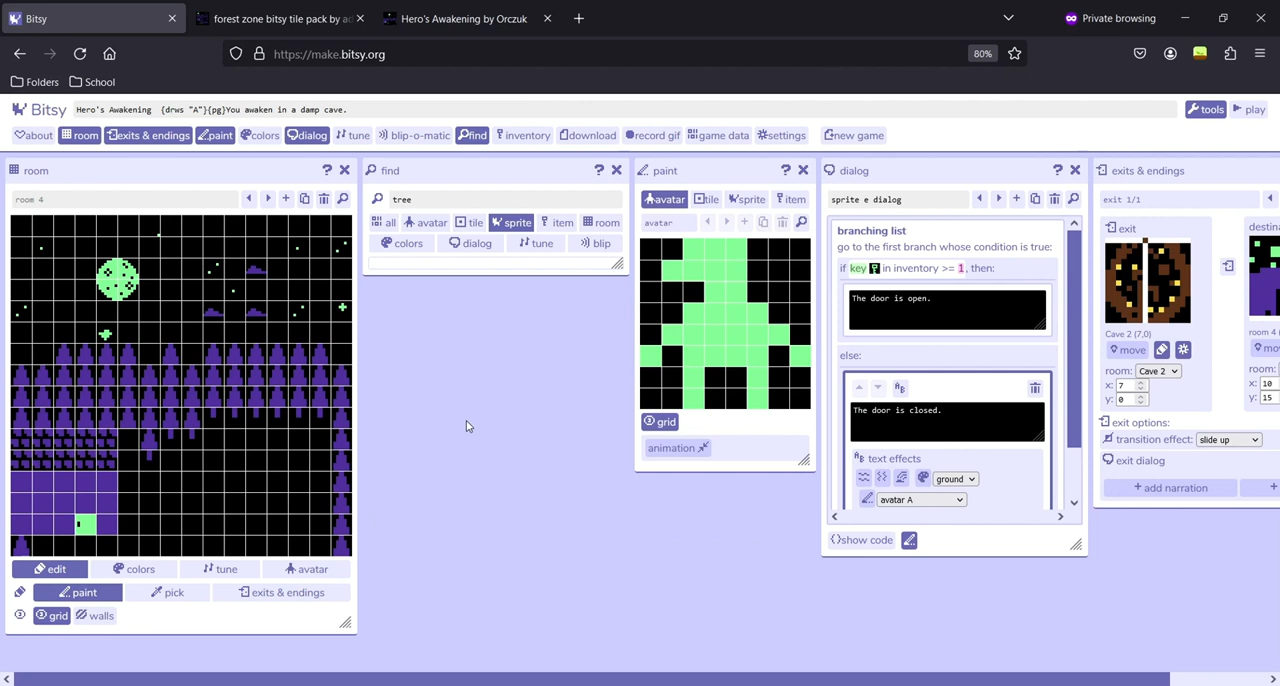 Bitsy
forest zone bitsy tile pack by ad
Hero's Awakening by Orczuk
Private browsing
https://make.bitsy.org
80%
Folders
School
Bitsy
Hero's Awakening {drws "A"}{pg}You awaken in a damp cave.
tools
play
about
room
exits & endings
paint
colors
dialog
tune
blip-o-matic
find
inventory
download
record gif
game data
settings
new game
room
?
room 4
edit
colors
tune
avatar
paint
pick
exits & endings
grid
walls
find
?
tree
all
avatar
tile
sprite
item
room
colors
dialog
tune
blip
paint
?
avatar
tile
sprite
item
avatar
grid
animation
dialog
?
sprite e dialog
branching list
go to the first branch whose condition is true:
if key in inventory >= 1, then:
The door is open.
else:
The door is closed.
text effects
ground
avatar A
show code
exits & endings
exit 1/1
exit
destina
Cave 2 (7,0)
room 4
move
mo
room: Cave 2
room:
x: 7
x: 10
y: 0
y: 15
exit options:
transition effect: slide up
exit dialog
+ add narration
+